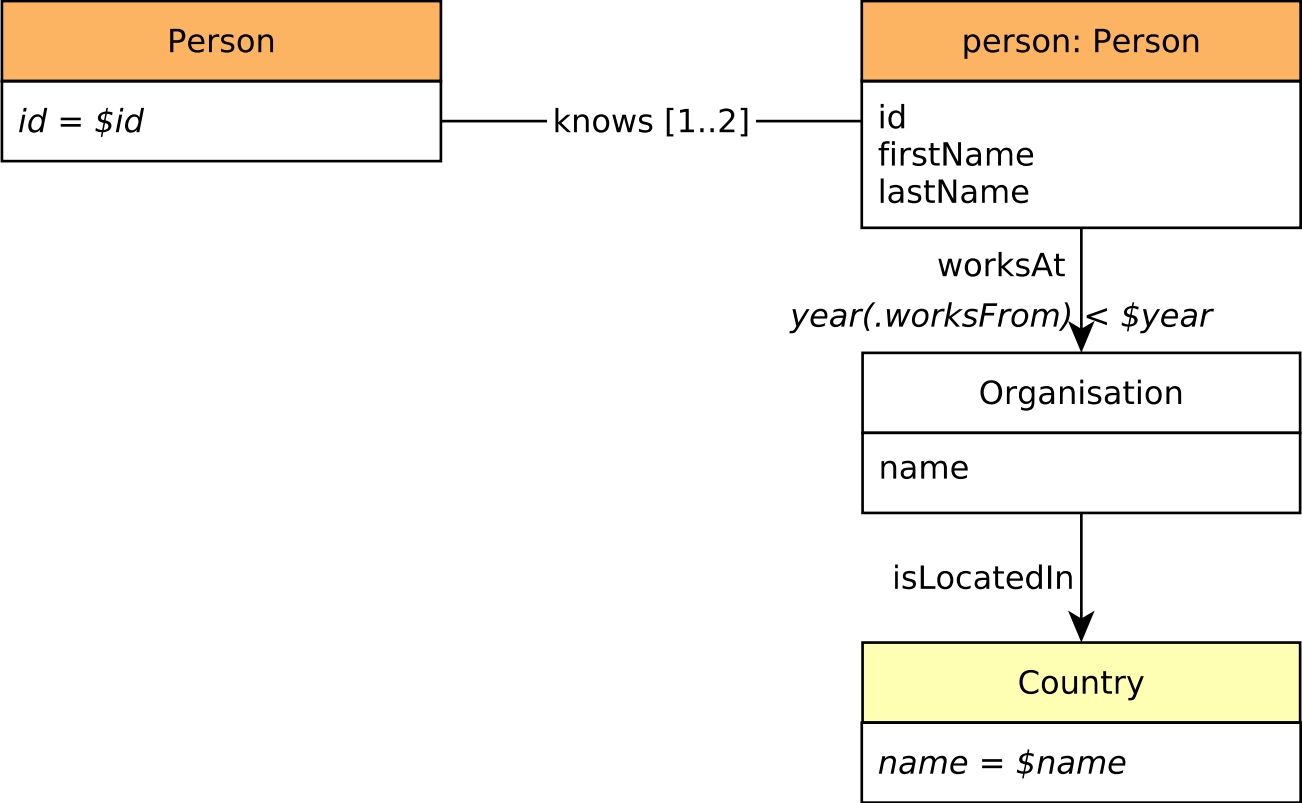 Person
id = $id
knows [1..2]
person: Person
id
firstName
lastName
worksAt
year(.worksFrom) < $year
Organisation
name
isLocatedIn
Country
name = $name